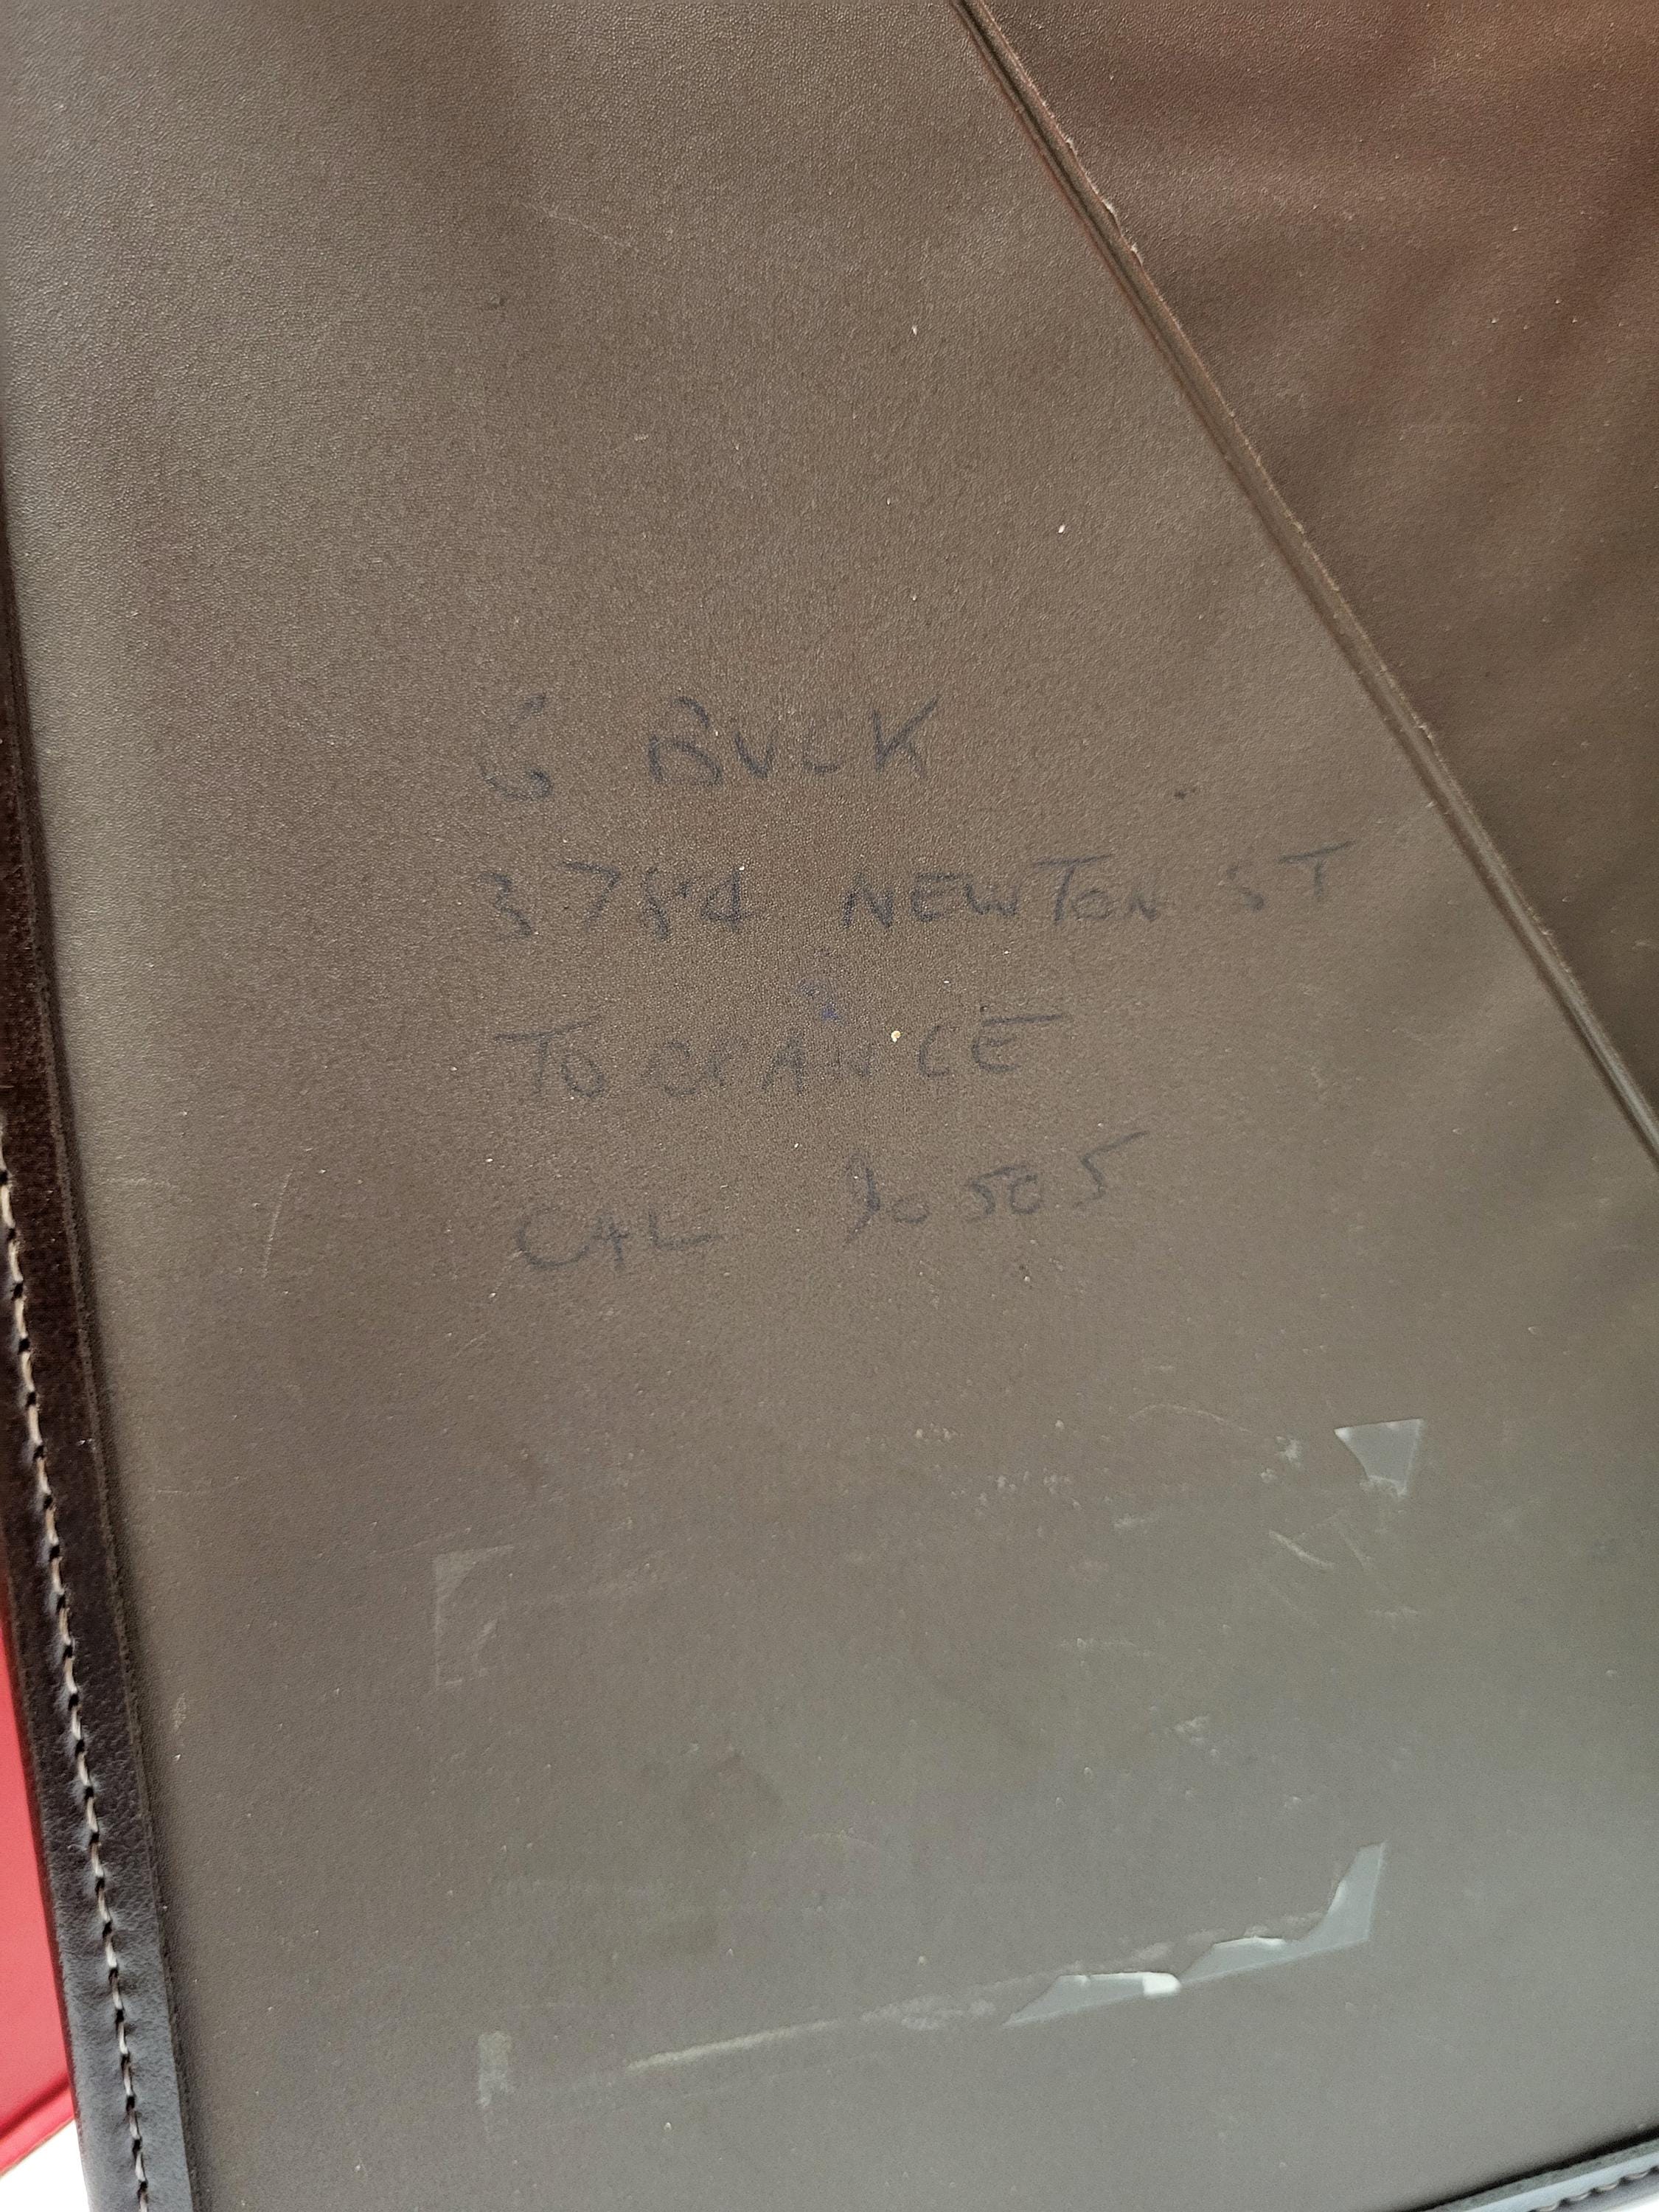 G BUCK
3784 NEWTON ST
TORRANCE
CAL 90505